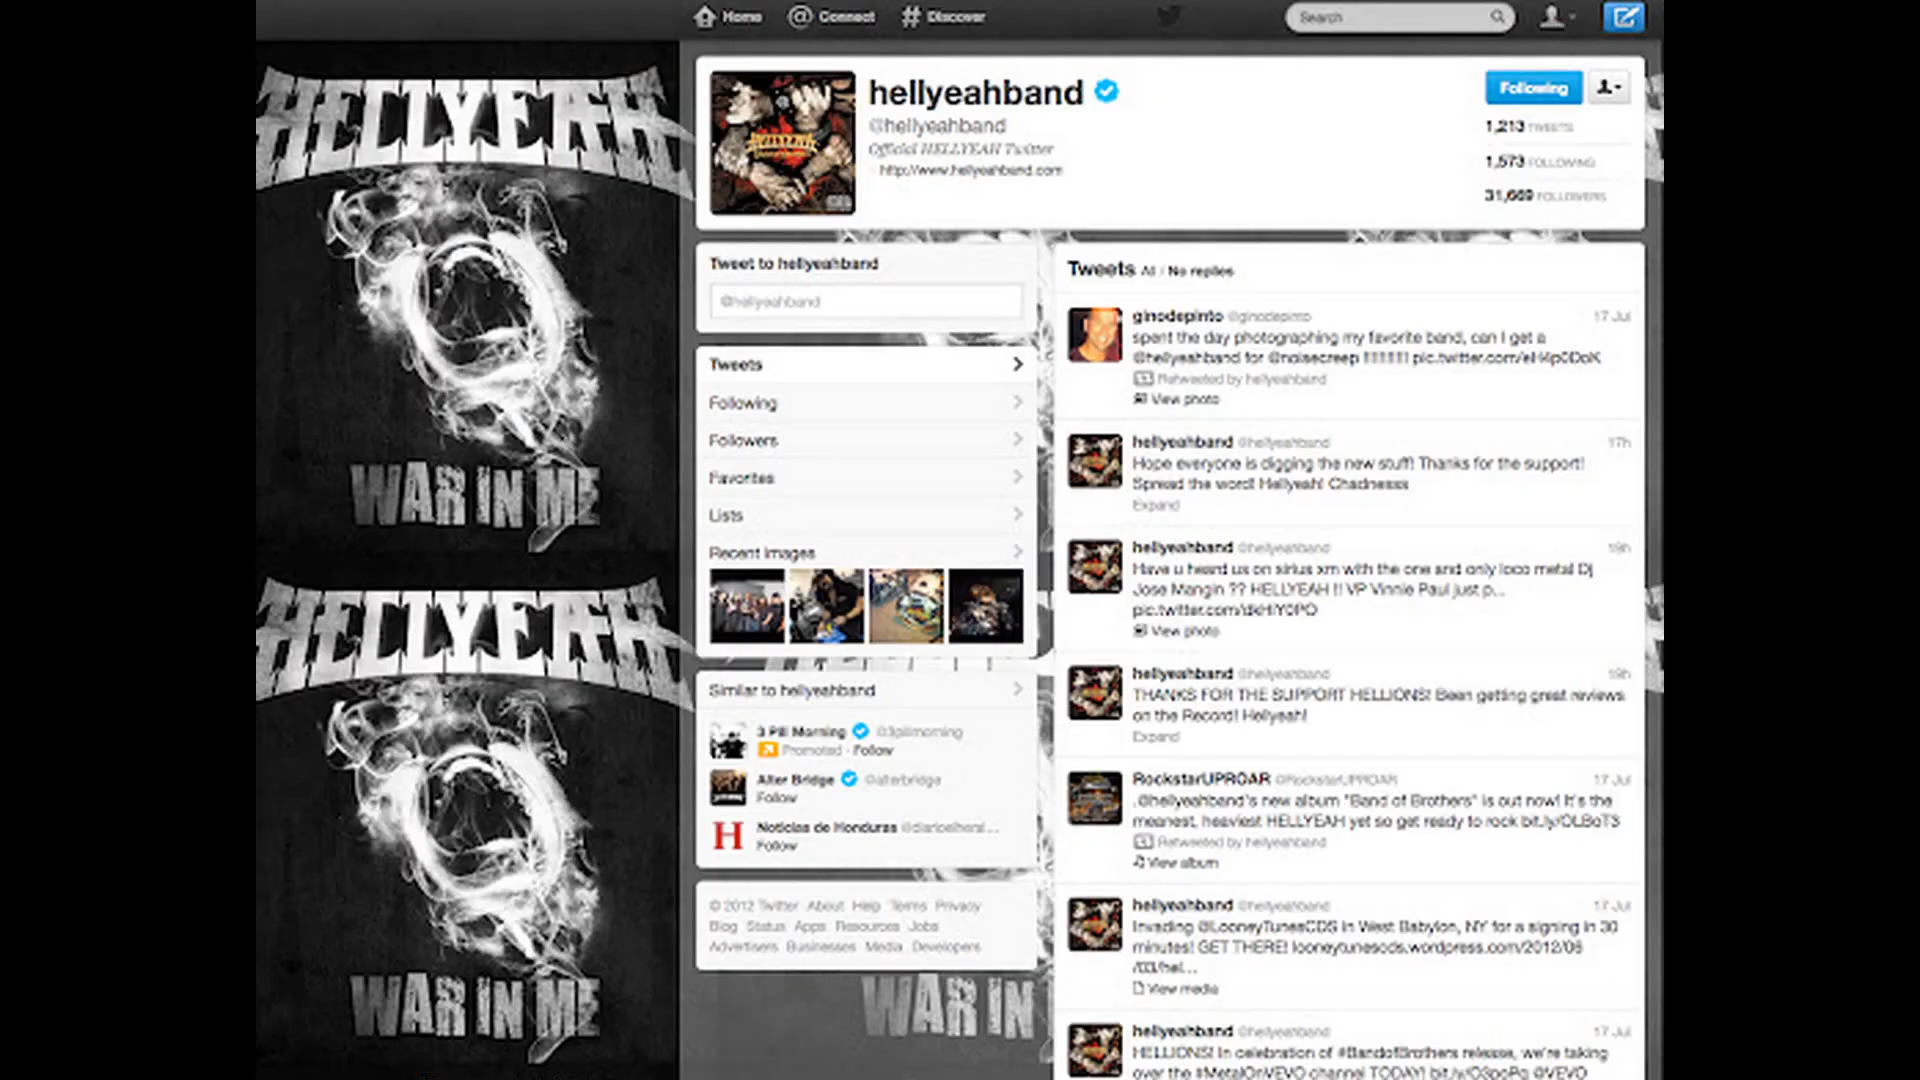 Home Connect Discover Search
HELLYEAH
WAR IN ME
HELLYEAH
WAR IN ME
WAR IN
HELLYEAH
hellyeahband
@hellyeahband
Official HELLYEAH Twitter
http://www.hellyeahband.com
Following
1,213 TWEETS
1,573 FOLLOWING
31,669 FOLLOWERS
Tweet to hellyeahband
@hellyeahband
Tweets
Following
Followers
Favorites
Lists
Recent images
Similar to hellyeahband
3 Pill Morning @3pillmorning
Promoted · Follow
Alter Bridge @alterbridge
Follow
Noticias de Honduras
Follow
© 2012 Twitter About Help Terms Privacy
Blog Status Apps Resources Jobs
Advertisers Businesses Media Developers
Tweets All / No replies
ginodepinto @ginodepinto 17 Jul
spent the day photographing my favorite band, can I get a
@hellyeahband for @noisecreep !!!!!!!!!!
Retweeted by hellyeahband
View photo
hellyeahband @hellyeahband 17h
Hope everyone is digging the new stuff! Thanks for the support!
Spread the word! Hellyeah! Chadnesss
Expand
hellyeahband @hellyeahband 19h
Have u heard us on sirius xm with the one and only loco metal Dj
Jose Mangin ?? HELLYEAH !! VP Vinnie Paul just p...
View photo
hellyeahband @hellyeahband 19h
THANKS FOR THE SUPPORT HELLIONS! Been getting great reviews
on the Record! Hellyeah!
Expand
RockstarUPROAR @RockstarUPROAR 17 Jul
.@hellyeahband's new album "Band of Brothers" is out now! It's the
meanest, heaviest HELLYEAH yet so get ready to rock
Retweeted by hellyeahband
View album
hellyeahband @hellyeahband 17 Jul
Invading @LooneyTunesCDS in West Babylon, NY for a signing in 30
minutes! GET THERE! looneytunescds.wordpress.com/2012/06
/03/hel...
View media
hellyeahband @hellyeahband 17 Jul
HELLIONS! In celebration of #BandofBrothers release, we're taking
over the #MetalOnVEVO channel TODAY! @VEVO